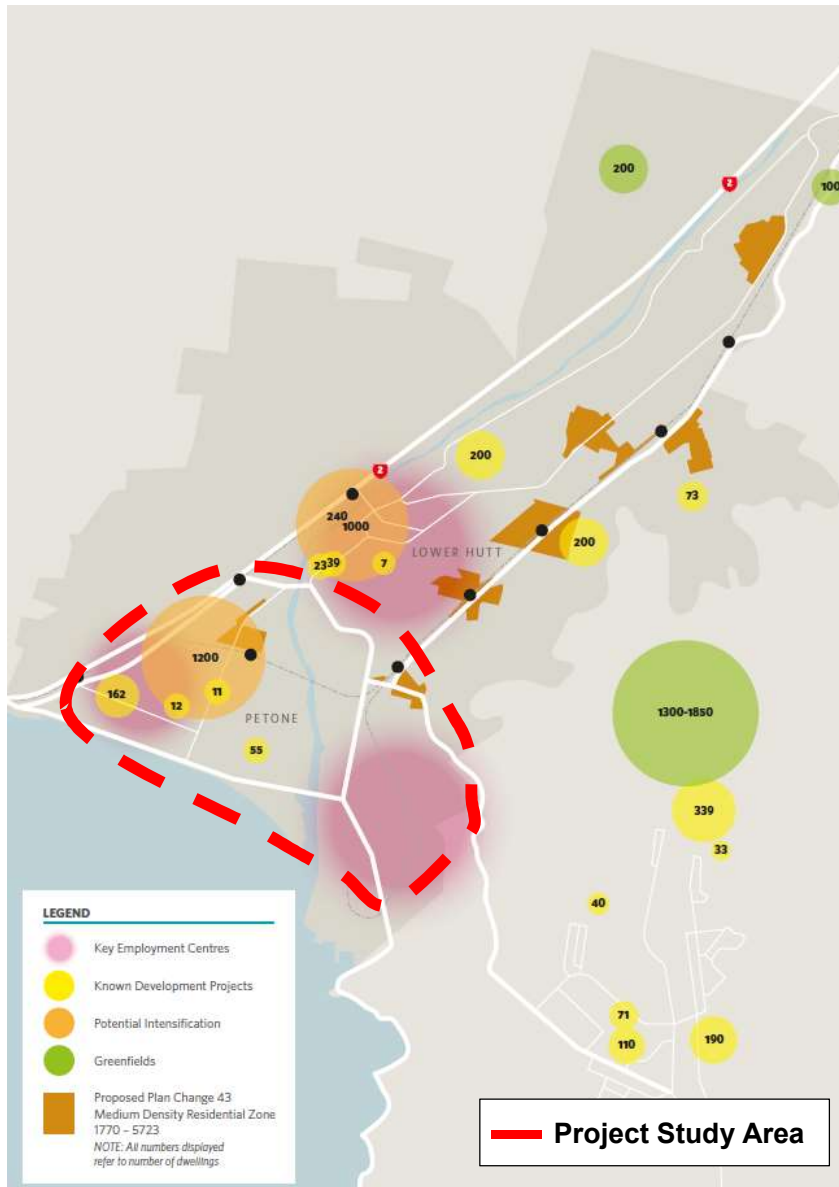 200
2
100
200
2
240
1000
73
2339
7
LOWER HUTT
200
1200
162
12
11
PETONE
55
1300-1850
339
33
40
71
110
190
LEGEND
Key Employment Centres
Known Development Projects
Potential Intensification
Greenfields
Proposed Plan Change 43
Medium Density Residential Zone
1770 – 5723
NOTE: All numbers displayed
refer to number of dwellings
Project Study Area